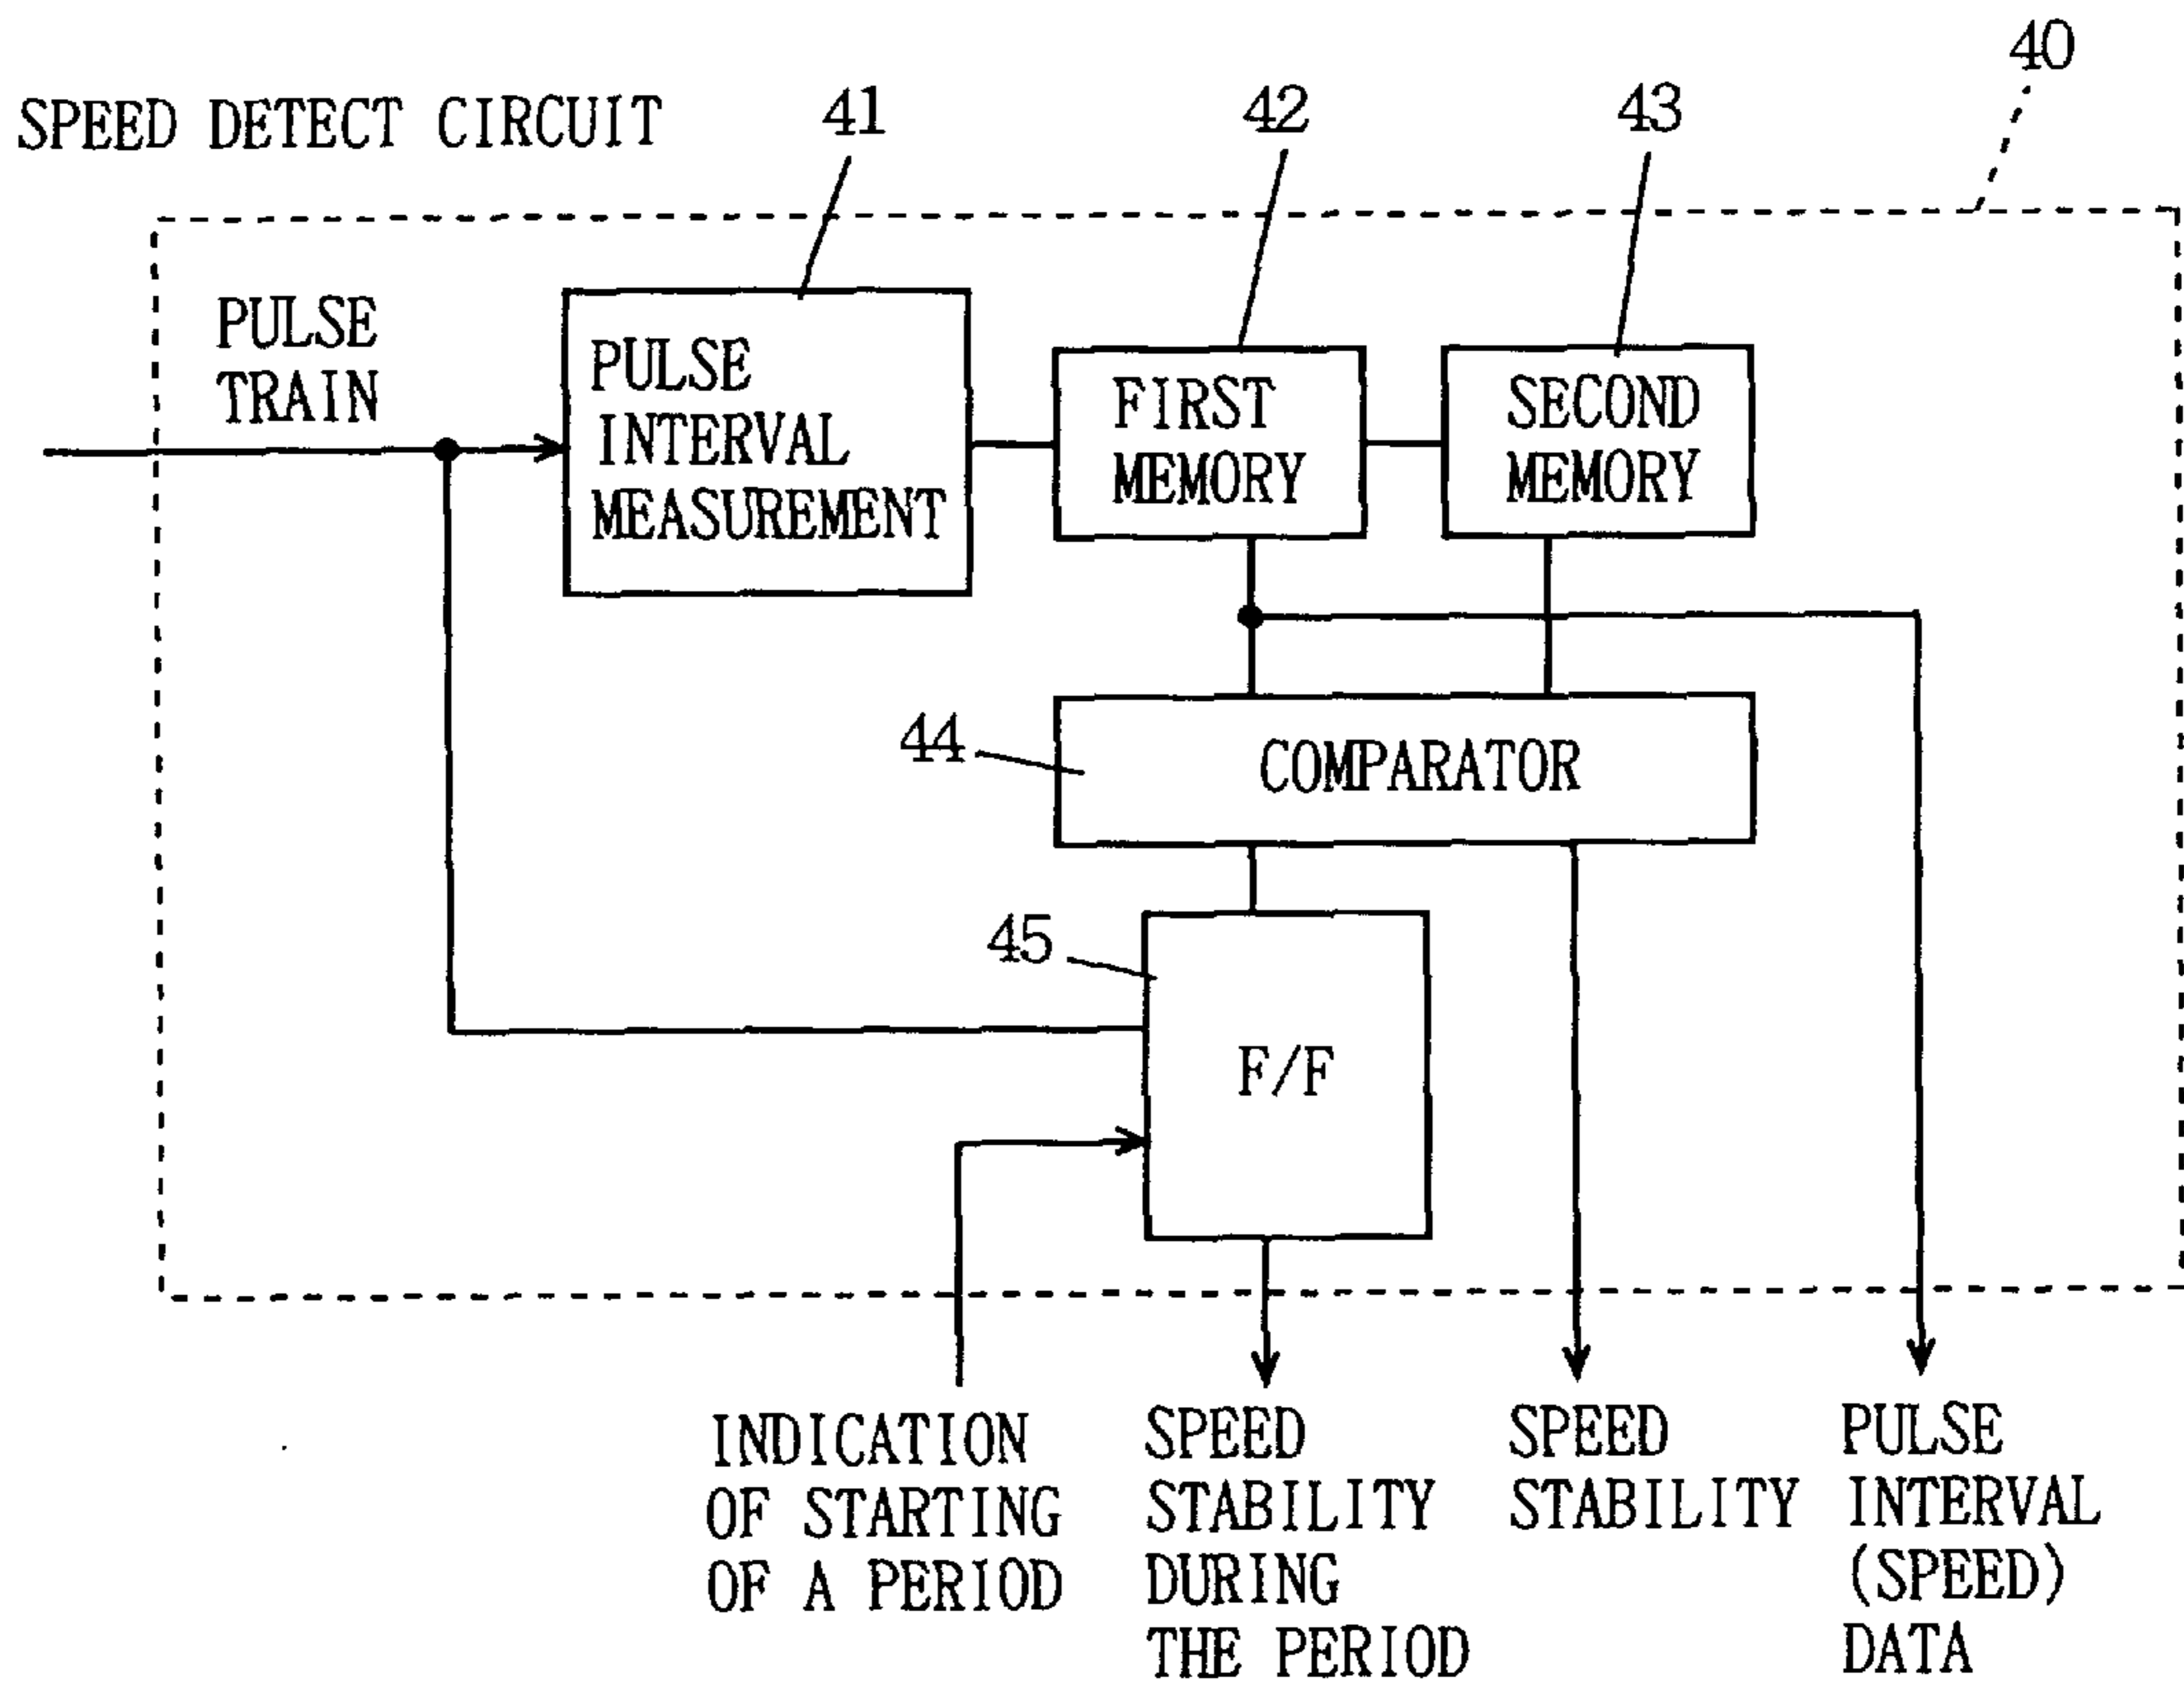 40
SPEED DETECT CIRCUIT
41
42
43
PULSE
TRAIN
PULSE
INTERVAL
MEASUREMENT
FIRST
MEMORY
SECOND
MEMORY
44
COMPARATOR
45
F/F
INDICATION
OF STARTING
OF A PERIOD
SPEED
STABILITY
DURING
THE PERIOD
SPEED
STABILITY
PULSE
INTERVAL
(SPEED)
DATA